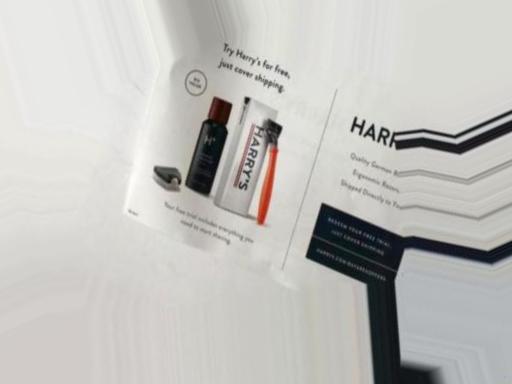 Try Harry's for free,
just cover shipping.
H'
HARRY'S
Your free trial includes everything you
need to start shaving.
HARR
Quality German
Ergonomic Razors
Shipped Directly to
REDEEM YOUR FREE TRIAL
JUST COVER SHIPPING